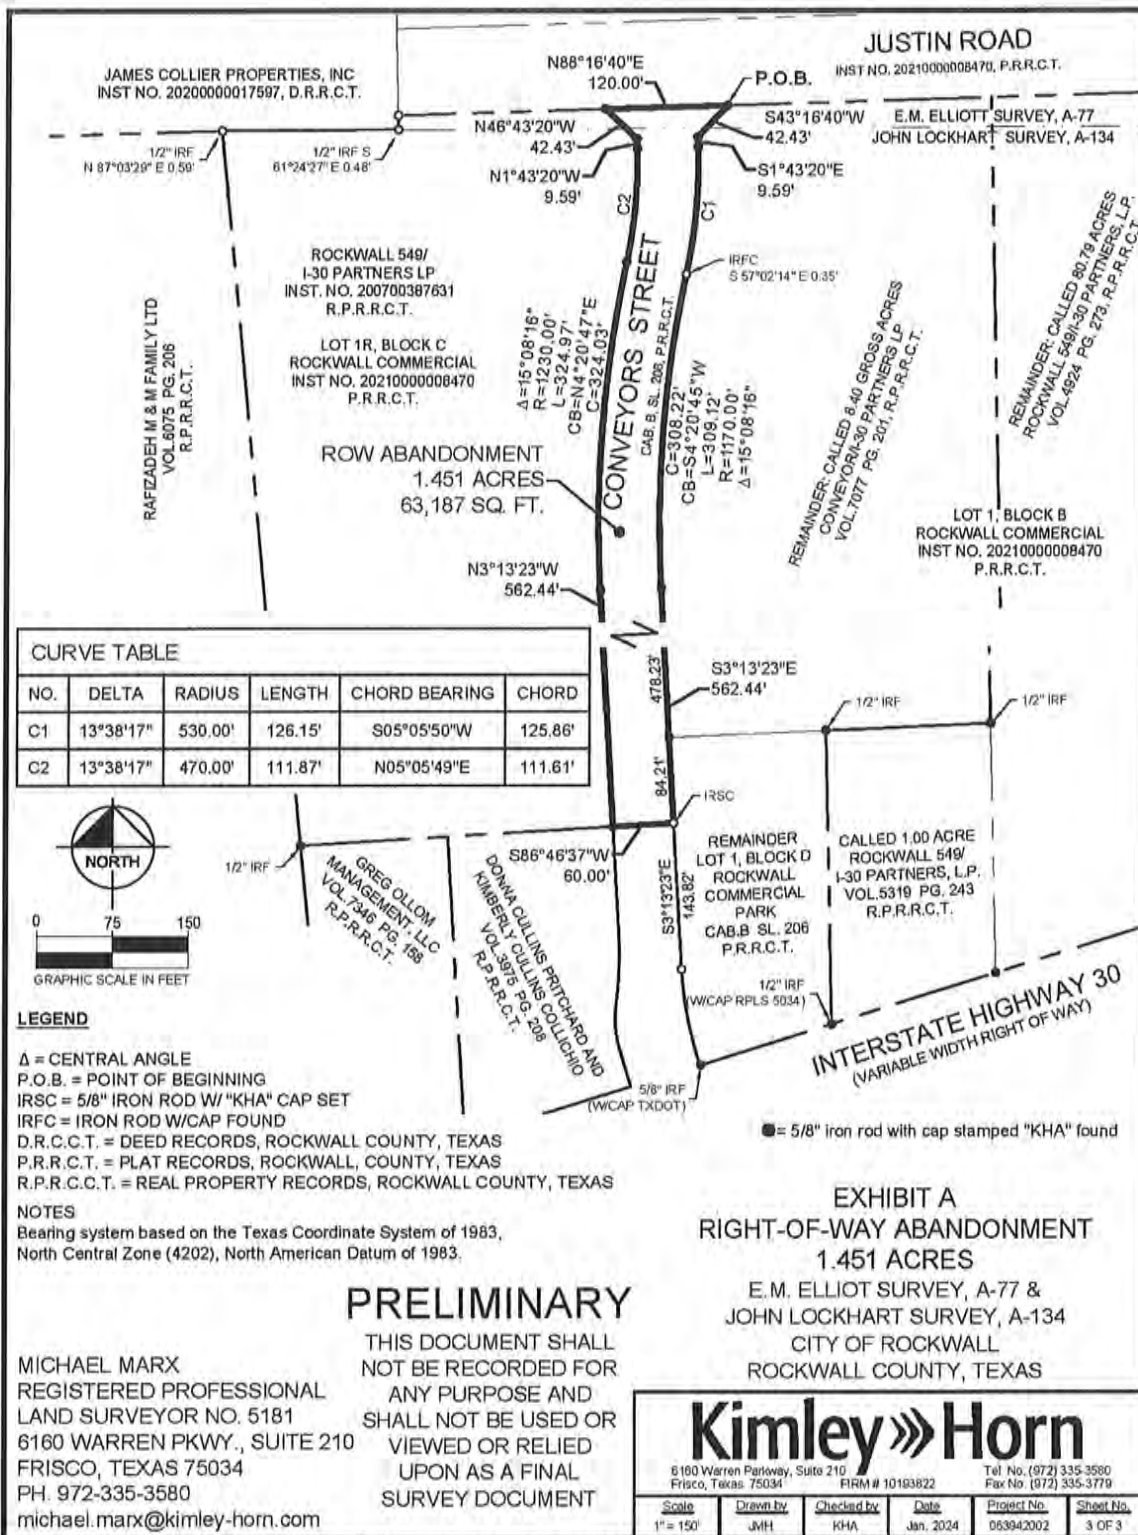 JUSTIN ROAD
INST NO. 20210000008470, P.R.R.C.T.
JAMES COLLIER PROPERTIES, INC
INST NO. 20200000017597, D.R.R.C.T.
N88°16'40"E
120.00'
P.O.B.
N46°43'20"W
42.43'
S43°16'40"W
42.43'
E.M. ELLIOTT SURVEY, A-77
JOHN LOCKHART SURVEY, A-134
1/2" IRF
N 87°03'29" E 0.59'
1/2" IRF S
61°24'27" E 0.48'
N1°43'20"W
9.59'
S1°43'20"E
9.59'
C2
C1
IRFC
S 57°02'14" E 0.35'
ROCKWALL 549/
I-30 PARTNERS LP
INST. NO. 200700387631
R.P.R.R.C.T.
LOT 1R, BLOCK C
ROCKWALL COMMERCIAL
INST NO. 20210000008470
P.R.R.C.T.
RAFIZADEH M & M FAMILY LTD
VOL.6075 PG. 206
R.P.R.R.C.T.
Δ=15°08'16"
R=1230.00'
L=324.97'
CB=N4°20'47"E
C=324.03'
CONVEYORS STREET
CAB. B, SL. 206, P.R.R.C.T.
C=308.22'
CB=S4°20'45"W
L=309.12'
R=1170.00'
Δ=15°08'16"
REMAINDER: CALLED 8.40 GROSS ACRES
CONVEYOR/I-30 PARTNERS LP
VOL.7077 PG. 201, R.P.R.R.C.T.
REMAINDER: CALLED 80.79 ACRES
ROCKWALL 549/I-30 PARTNERS, L.P.
VOL.4924 PG. 273, R.P.R.R.C.T.
ROW ABANDONMENT
1.451 ACRES
63,187 SQ. FT.
LOT 1, BLOCK B
ROCKWALL COMMERCIAL
INST NO. 20210000008470
P.R.R.C.T.
N3°13'23"W
562.44'
CURVE TABLE
NO. DELTA RADIUS LENGTH CHORD BEARING CHORD
C1 13°38'17" 530.00' 126.15' S05°05'50"W 125.86'
C2 13°38'17" 470.00' 111.87' N05°05'49"E 111.61'
478.23'
S3°13'23"E
562.44'
1/2" IRF
1/2" IRF
84.21'
IRSC
NORTH
1/2" IRF
S86°46'37"W
60.00'
S3°13'23"E
143.82'
REMAINDER
LOT 1, BLOCK D
ROCKWALL
COMMERCIAL
PARK
CAB.B SL. 206
P.R.R.C.T.
CALLED 1.00 ACRE
ROCKWALL 549/
I-30 PARTNERS, L.P.
VOL.5319 PG. 243
R.P.R.R.C.T.
GREG OLLOM
MANAGEMENT, LLC
VOL.7346 PG. 158
R.P.R.R.C.T.
DONNA CULLINS PRITCHARD AND
KIMBERLY CULLINS COLLICHIO
VOL.3975 PG. 208
R.P.R.R.C.T.
0 75 150
GRAPHIC SCALE IN FEET
1/2" IRF
(W/CAP RPLS 5034)
INTERSTATE HIGHWAY 30
(VARIABLE WIDTH RIGHT OF WAY)
5/8" IRF
(W/CAP TXDOT)
LEGEND
Δ = CENTRAL ANGLE
P.O.B. = POINT OF BEGINNING
IRSC = 5/8" IRON ROD W/ "KHA" CAP SET
IRFC = IRON ROD W/CAP FOUND
D.R.C.C.T. = DEED RECORDS, ROCKWALL COUNTY, TEXAS
P.R.R.C.T. = PLAT RECORDS, ROCKWALL, COUNTY, TEXAS
R.P.R.C.C.T. = REAL PROPERTY RECORDS, ROCKWALL COUNTY, TEXAS
= 5/8" iron rod with cap stamped "KHA" found
NOTES
Bearing system based on the Texas Coordinate System of 1983,
North Central Zone (4202), North American Datum of 1983.
EXHIBIT A
RIGHT-OF-WAY ABANDONMENT
1.451 ACRES
E.M. ELLIOT SURVEY, A-77 &
JOHN LOCKHART SURVEY, A-134
CITY OF ROCKWALL
ROCKWALL COUNTY, TEXAS
PRELIMINARY
THIS DOCUMENT SHALL
NOT BE RECORDED FOR
ANY PURPOSE AND
SHALL NOT BE USED OR
VIEWED OR RELIED
UPON AS A FINAL
SURVEY DOCUMENT
MICHAEL MARX
REGISTERED PROFESSIONAL
LAND SURVEYOR NO. 5181
6160 WARREN PKWY., SUITE 210
FRISCO, TEXAS 75034
PH. 972-335-3580
michael.marx@kimley-horn.com
Kimley»Horn
6160 Warren Parkway, Suite 210
Frisco, Texas 75034
FIRM # 10193822
Tel. No. (972) 335-3580
Fax No. (972) 335-3779
Scale Drawn by Checked by Date Project No. Sheet No.
1" = 150' JMH KHA Jan. 2024 063942002 3 OF 3